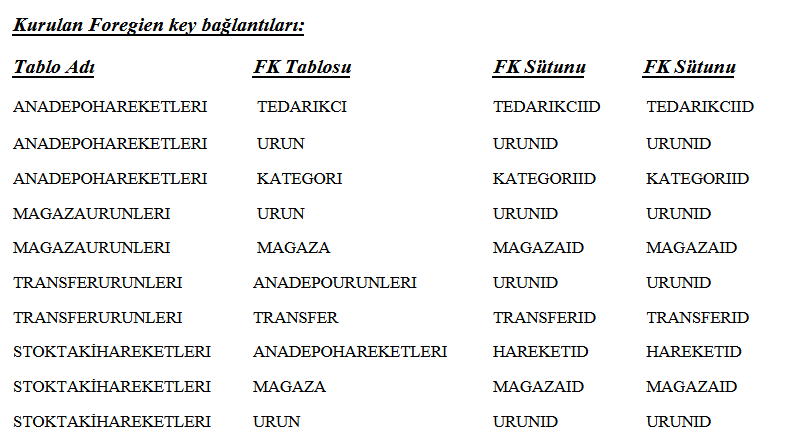 Kurulan Foregien key bağlantıları:
Tablo Adı FK Tablosu FK Sütunu FK Sütunu
ANADEPOHAREKETLERI TEDARIKCI TEDARIKCIID TEDARIKCIID
ANADEPOHAREKETLERI URUN URUNID URUNID
ANADEPOHAREKETLERI KATEGORI KATEGORIID KATEGORIID
MAGAZAURUNLERI URUN URUNID URUNID
MAGAZAURUNLERI MAGAZA MAGAZAID MAGAZAID
TRANSFERURUNLERI ANADEPOURUNLERI URUNID URUNID
TRANSFERURUNLERI TRANSFER TRANSFERID TRANSFERID
STOKTAKİHAREKETLERI ANADEPOHAREKETLERI HAREKETID HAREKETID
STOKTAKİHAREKETLERI MAGAZA MAGAZAID MAGAZAID
STOKTAKİHAREKETLERI URUN URUNID URUNID